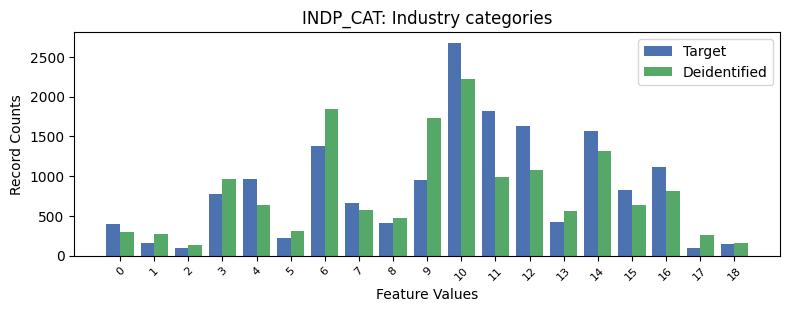 INDP_CAT: Industry categories
Record Counts
2500
2000
1500
1000
500
0
Target
Deidentified
0 1 2 3 4 5 6 7 8 9 10 11 12 13 14 15 16 17 18
Feature Values